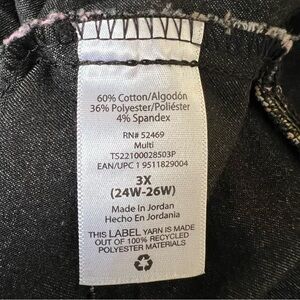 60% Cotton/Algodón
36% Polyester/Poliéster
4% Spandex
RN# 52469
Multi
TS22100028503P
EAN/UPC 1 9511829004
3X
(24W-26W)
Made in Jordan
Hecho En Jordania
THIS LABEL YARN IS MADE
OUT OF 100% RECYCLED
POLYESTER MATERIALS